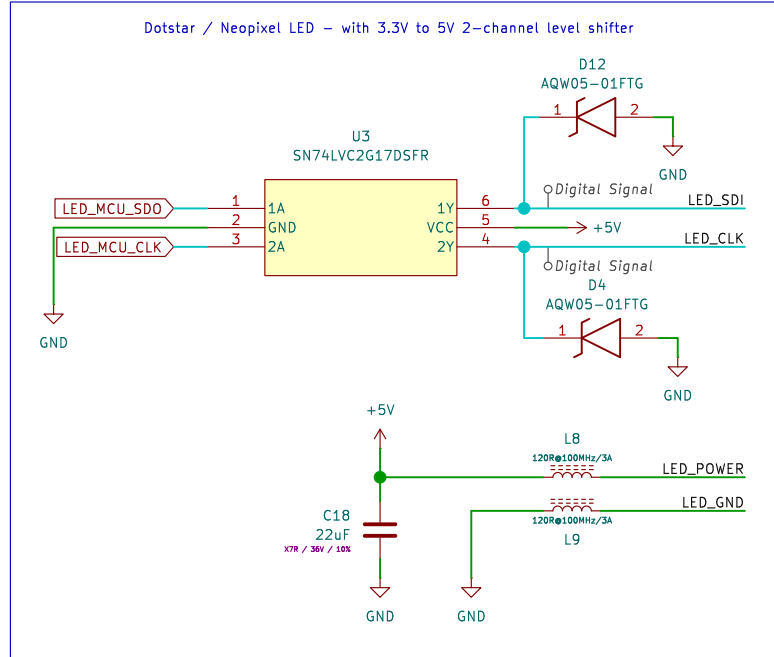 Dotstar / Neopixel LED - with 3.3V to 5V 2-channel level shifter
D12
AQW05-01FTG
1 2
GND
U3
SN74LVC2G17DSFR
LED_MCU_SDO 1 1A 1Y 6 Digital Signal LED_SDI
2 GND VCC 5 +5V
LED_MCU_CLK 3 2A 2Y 4 LED_CLK
Digital Signal
D4
AQW05-01FTG
1 2
GND
GND
+5V
L8
120R@100MHz/3A
LED_POWER
LED_GND
120R@100MHz/3A
L9
C18
22uF
X7R / 36V / 10%
GND GND